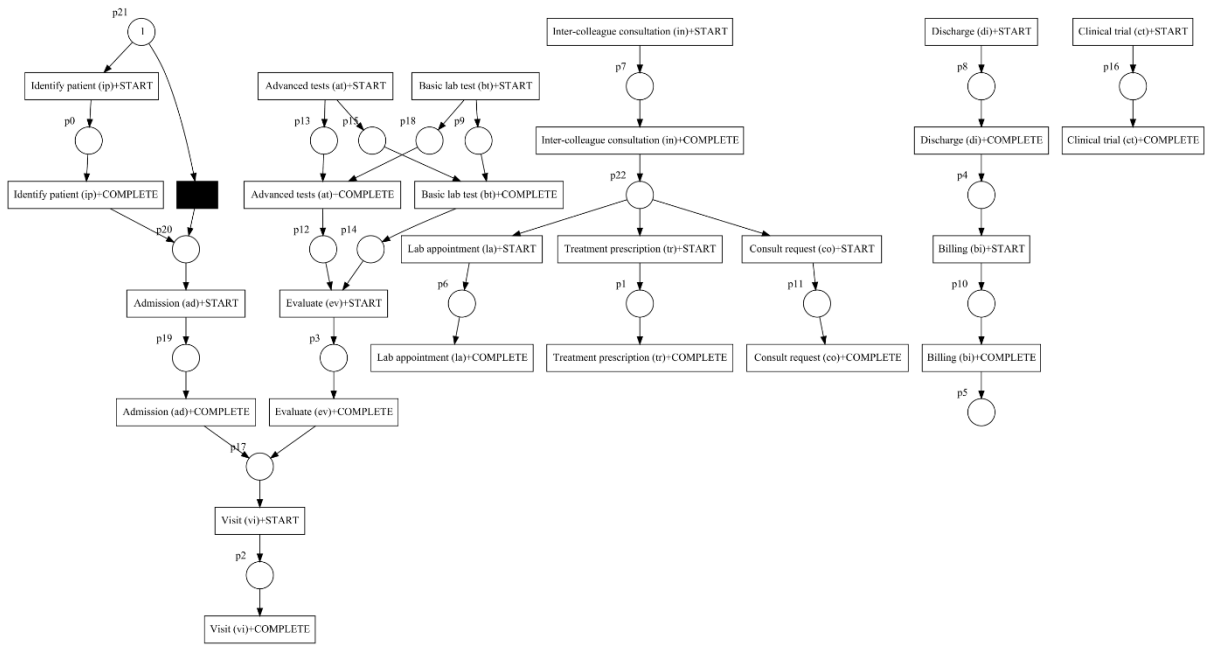 p21
1
Inter-colleague consultation (in)+START
Discharge (di)+START
Clinical trial (ct)+START
p7
p8
p16
Identify patient (ip)+START
Advanced tests (at)+START
Basic lab test (bt)+START
p0
p13
p15
p18
p9
Inter-colleague consultation (in)+COMPLETE
Discharge (di)+COMPLETE
Clinical trial (ct)+COMPLETE
p22
p4
Identify patient (ip)+COMPLETE
Advanced tests (at)+COMPLETE
Basic lab test (bt)+COMPLETE
p20
p12
p14
Lab appointment (la)+START
Treatment prescription (tr)+START
Consult request (co)+START
Billing (bi)+START
p6
p1
p11
p10
Admission (ad)+START
Evaluate (ev)+START
p19
p3
Lab appointment (la)+COMPLETE
Treatment prescription (tr)+COMPLETE
Consult request (co)+COMPLETE
Billing (bi)+COMPLETE
p5
Admission (ad)+COMPLETE
Evaluate (ev)+COMPLETE
p17
Visit (vi)+START
p2
Visit (vi)+COMPLETE